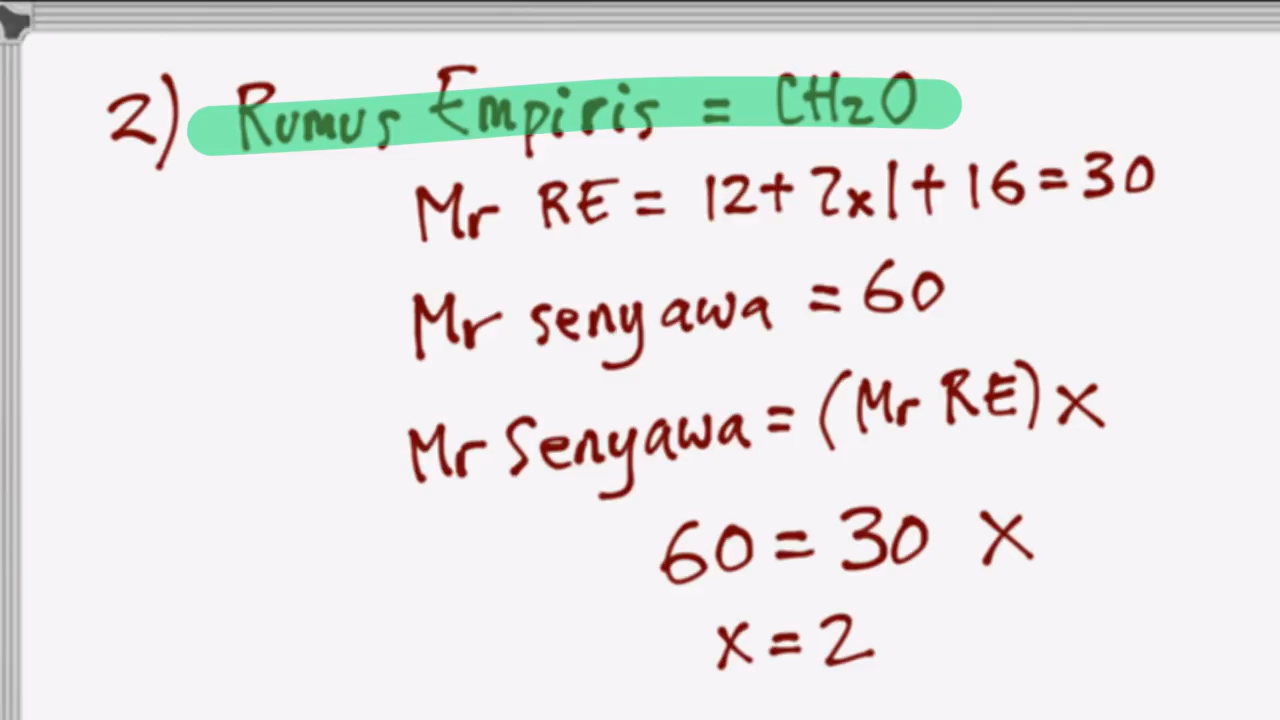 2) Rumus Empiris = CH2O
Mr RE = 12 + 2x1 + 16 = 30
Mr senyawa = 60
Mr Senyawa = (Mr RE) x
60 = 30 x
x = 2